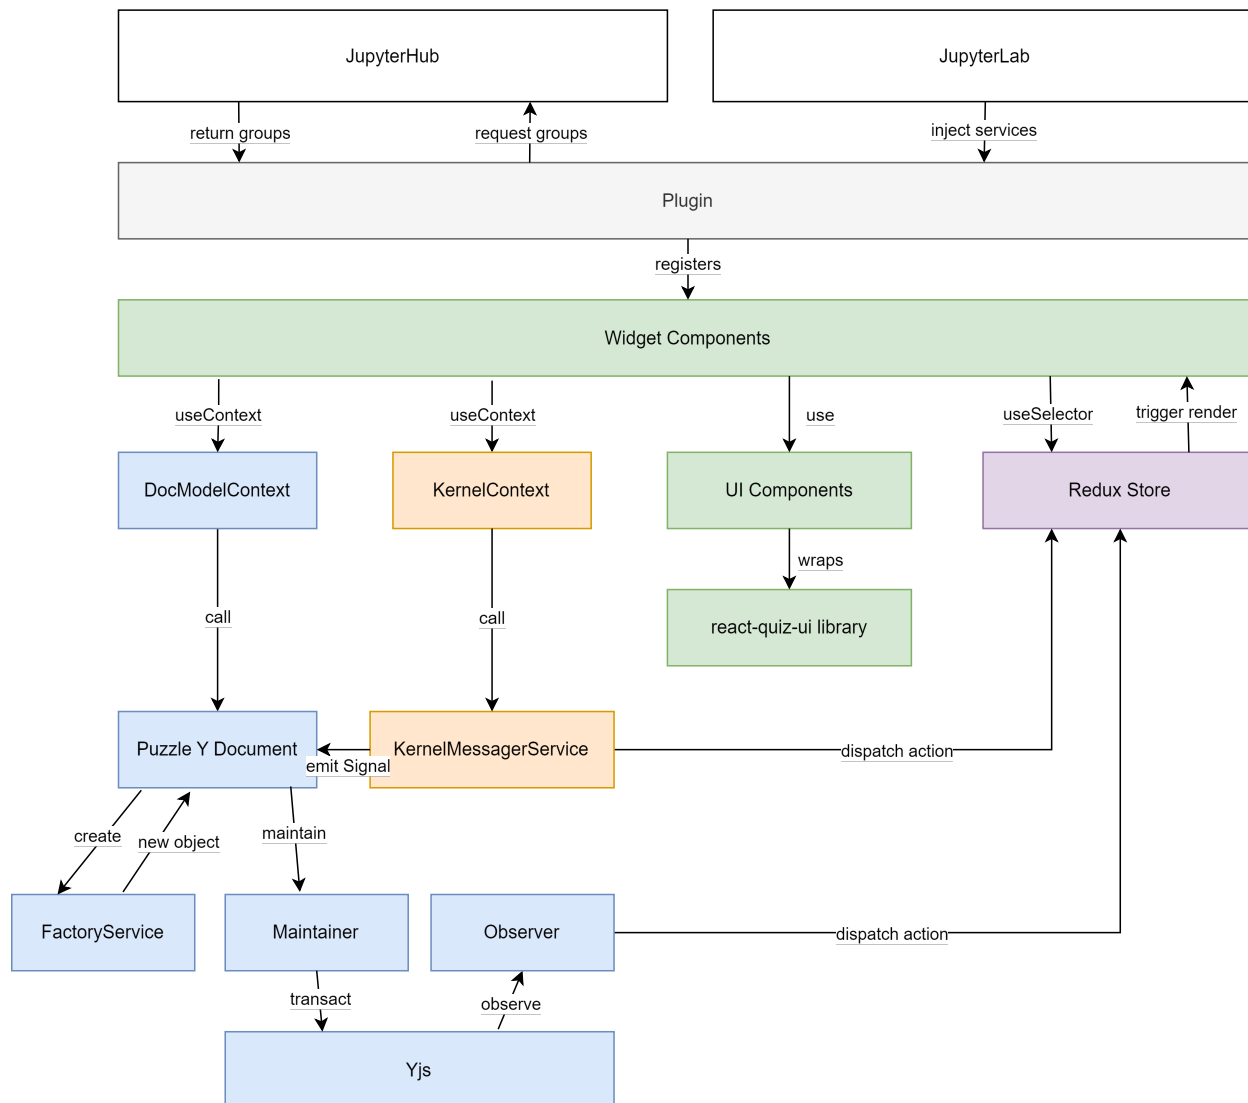 JupyterHub
JupyterLab
return groups
request groups
inject services
Plugin
registers
Widget Components
useContext
useContext
use
useSelector
trigger render
DocModelContext
KernelContext
UI Components
Redux Store
wraps
call
call
react-quiz-ui library
Puzzle Y Document
KernelMessagerService
emit Signal
dispatch action
create
new object
maintain
FactoryService
Maintainer
Observer
dispatch action
transact
observe
Yjs